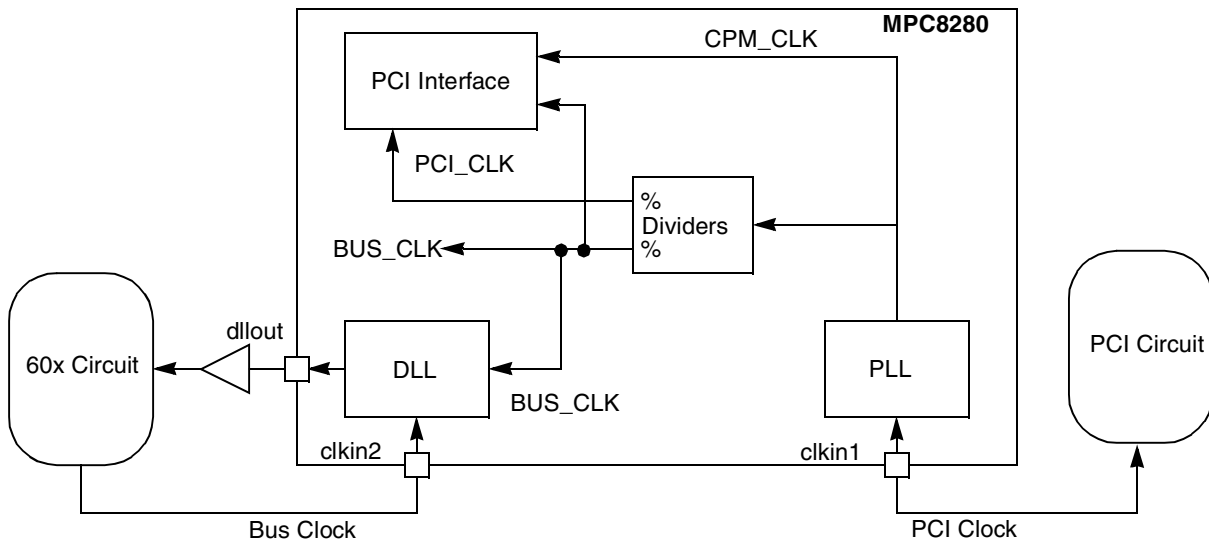 MPC8280
CPM_CLK
PCI Interface
PCI_CLK
%
Dividers
%
BUS_CLK
dllout
60x Circuit
DLL
BUS_CLK
PLL
PCI Circuit
clkin2
clkin1
Bus Clock
PCI Clock